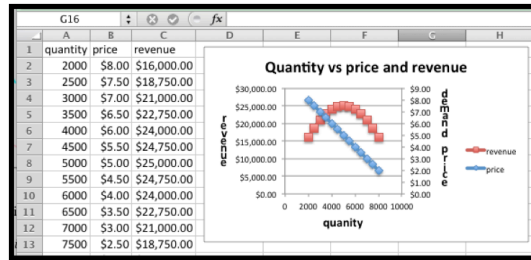 G16 fx
A B C D E F G H
1 quantity price revenue
2 2000 $8.00 $16,000.00
3 2500 $7.50 $18,750.00
4 3000 $7.00 $21,000.00
5 3500 $6.50 $22,750.00
6 4000 $6.00 $24,000.00
7 4500 $5.50 $24,750.00
8 5000 $5.00 $25,000.00
9 5500 $4.50 $24,750.00
10 6000 $4.00 $24,000.00
11 6500 $3.50 $22,750.00
12 7000 $3.00 $21,000.00
13 7500 $2.50 $18,750.00
Quantity vs price and revenue
revenue
$30,000.00
$25,000.00
$20,000.00
$15,000.00
$10,000.00
$5,000.00
$0.00
$9.00
$8.00
$7.00
$6.00
$5.00
$4.00
$3.00
$2.00
$1.00
$0.00
demand price
0 2000 4000 6000 8000 10000
quanity
revenue
price